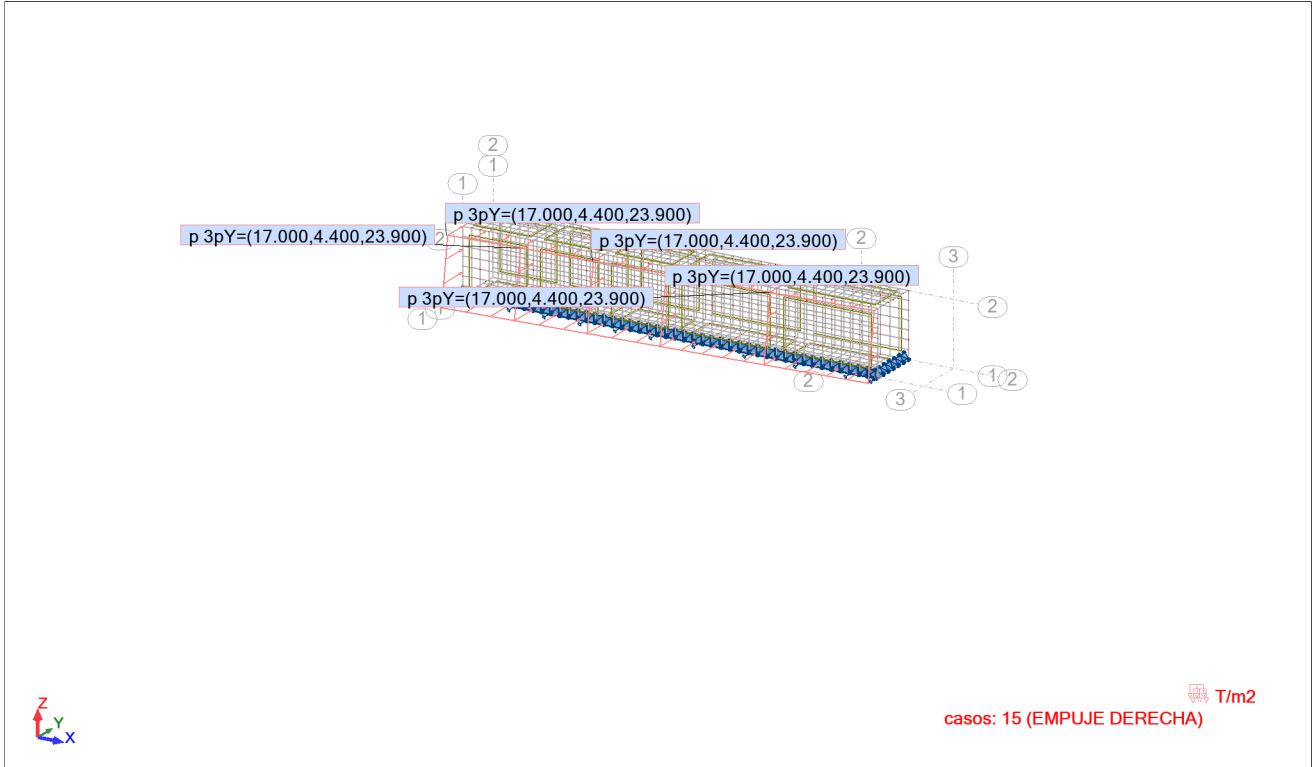 2
1
1
p 3pY=(17.000,4.400,23.900)
p 3pY=(17.000,4.400,23.900)
2
p 3pY=(17.000,4.400,23.900)
2
3
p 3pY=(17.000,4.400,23.900)
p 3pY=(17.000,4.400,23.900)
2
1
2
1
2
3
1
Z
Y
X
T/m2
casos: 15 (EMPUJE DERECHA)